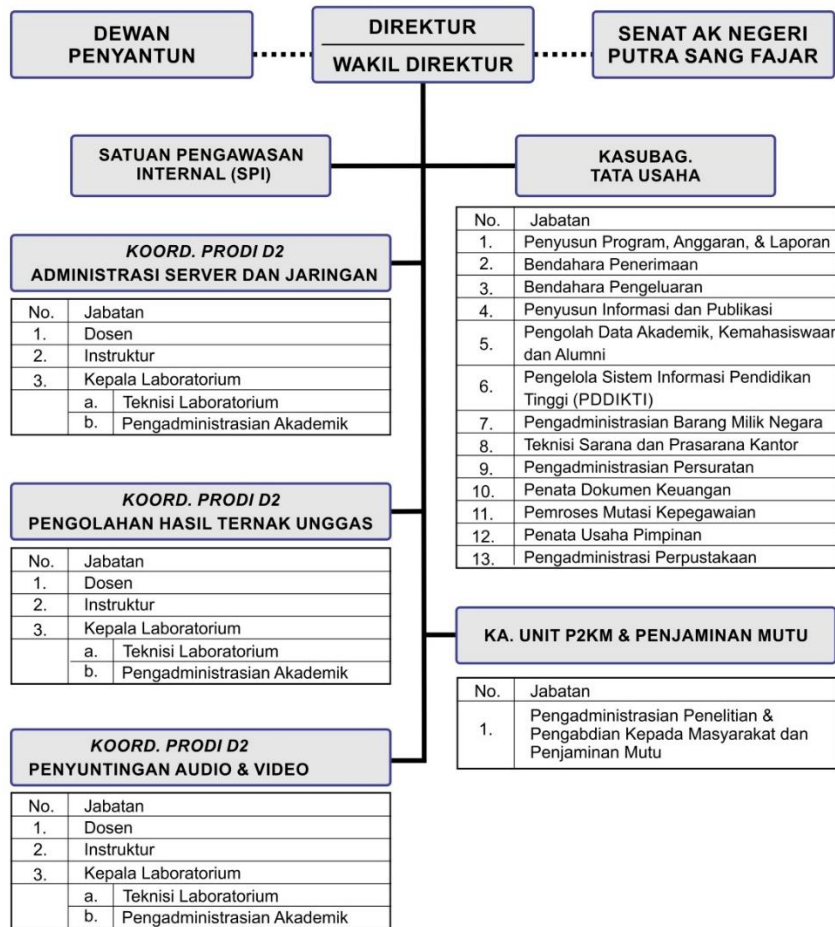 DEWAN
PENYANTUN
DIREKTUR
WAKIL DIREKTUR
SENAT AK NEGERI
PUTRA SANG FAJAR
SATUAN PENGAWASAN
INTERNAL (SPI)
KASUBAG.
TATA USAHA
No. Jabatan
1. Penyusun Program, Anggaran, & Laporan
2. Bendahara Penerimaan
3. Bendahara Pengeluaran
4. Penyusun Informasi dan Publikasi
5. Pengolah Data Akademik, Kemahasiswaan
dan Alumni
6. Pengelola Sistem Informasi Pendidikan
Tinggi (PDDIKTI)
7. Pengadministrasian Barang Milik Negara
8. Teknisi Sarana dan Prasarana Kantor
9. Pengadministrasian Persuratan
10. Penata Dokumen Keuangan
11. Pemroses Mutasi Kepegawaian
12. Penata Usaha Pimpinan
13. Pengadministrasi Perpustakaan
KOORD. PRODI D2
ADMINISTRASI SERVER DAN JARINGAN
No. Jabatan
1. Dosen
2. Instruktur
3. Kepala Laboratorium
a. Teknisi Laboratorium
b. Pengadministrasian Akademik
KOORD. PRODI D2
PENGOLAHAN HASIL TERNAK UNGGAS
No. Jabatan
1. Dosen
2. Instruktur
3. Kepala Laboratorium
a. Teknisi Laboratorium
b. Pengadministrasian Akademik
KA. UNIT P2KM & PENJAMINAN MUTU
No. Jabatan
1. Pengadministrasian Penelitian &
Pengabdian Kepada Masyarakat dan
Penjaminan Mutu
KOORD. PRODI D2
PENYUNTINGAN AUDIO & VIDEO
No. Jabatan
1. Dosen
2. Instruktur
3. Kepala Laboratorium
a. Teknisi Laboratorium
b. Pengadministrasian Akademik